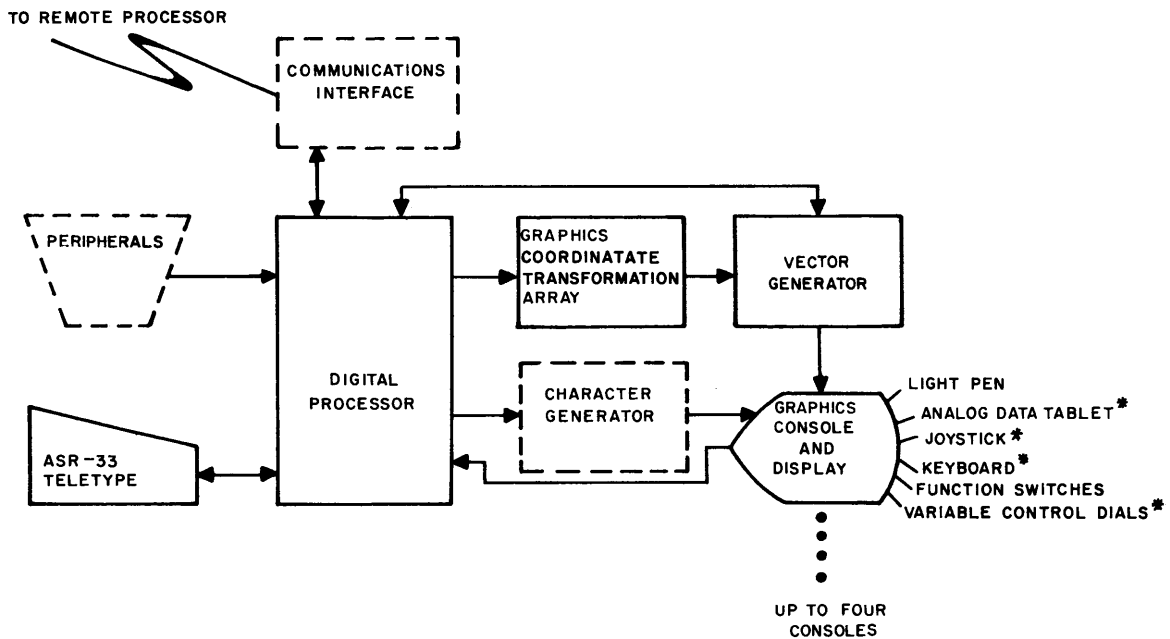 TO REMOTE PROCESSOR
COMMUNICATIONS
INTERFACE
PERIPHERALS
GRAPHICS
COORDINATATE
TRANSFORMATION
ARRAY
VECTOR
GENERATOR
DIGITAL
PROCESSOR
CHARACTER
GENERATOR
GRAPHICS
CONSOLE
AND
DISPLAY
LIGHT PEN
ANALOG DATA TABLET*
JOYSTICK*
KEYBOARD*
FUNCTION SWITCHES
VARIABLE CONTROL DIALS*
ASR-33
TELETYPE
UP TO FOUR
CONSOLES